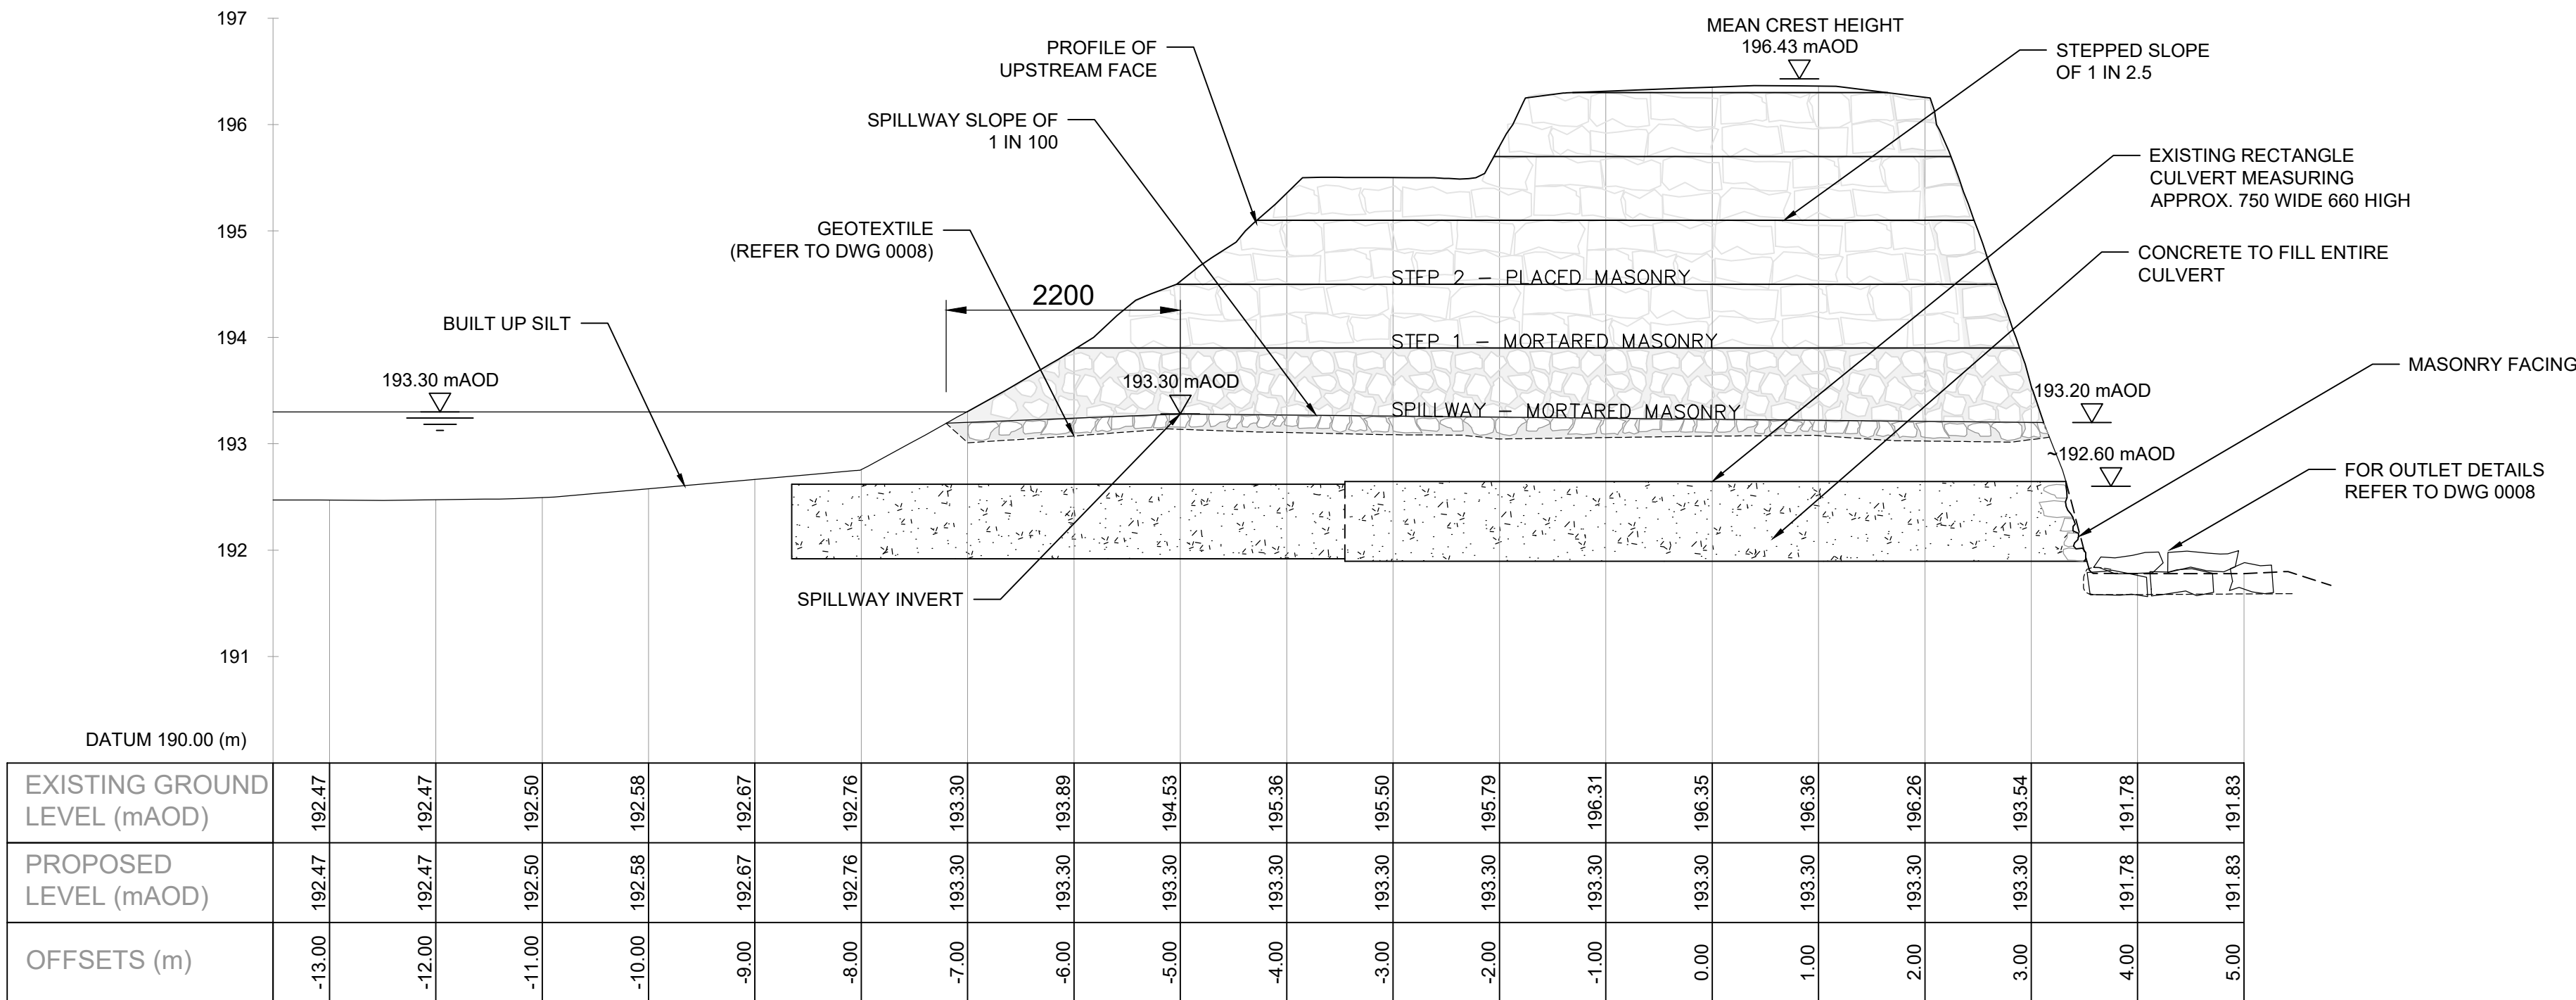 197
MEAN CREST HEIGHT
196.43 mAOD
PROFILE OF
UPSTREAM FACE
STEPPED SLOPE
OF 1 IN 2.5
196
SPILLWAY SLOPE OF
1 IN 100
EXISTING RECTANGLE
CULVERT MEASURING
APPROX. 750 WIDE 660 HIGH
195
GEOTEXTILE
(REFER TO DWG 0008)
CONCRETE TO FILL ENTIRE
CULVERT
STEP 2 - PLACED MASONRY
2200
BUILT UP SILT
194
STEP 1 - MORTARED MASONRY
MASONRY FACING
193.30 mAOD
193.30 mAOD
193.20 mAOD
SPILLWAY - MORTARED MASONRY
193
~192.60 mAOD
FOR OUTLET DETAILS
REFER TO DWG 0008
192
SPILLWAY INVERT
191
DATUM 190.00 (m)
EXISTING GROUND
LEVEL (mAOD)
192.47 192.47 192.50 192.58 192.67 192.76 193.30 193.89 194.53 195.36 195.50 195.79 196.31 196.35 196.36 196.26 193.54 191.78 191.83
PROPOSED
LEVEL (mAOD)
192.47 192.47 192.50 192.58 192.67 192.76 193.30 193.30 193.30 193.30 193.30 193.30 193.30 193.30 193.30 193.30 193.30 191.78 191.83
OFFSETS (m)
-13.00 -12.00 -11.00 -10.00 -9.00 -8.00 -7.00 -6.00 -5.00 -4.00 -3.00 -2.00 -1.00 0.00 1.00 2.00 3.00 4.00 5.00